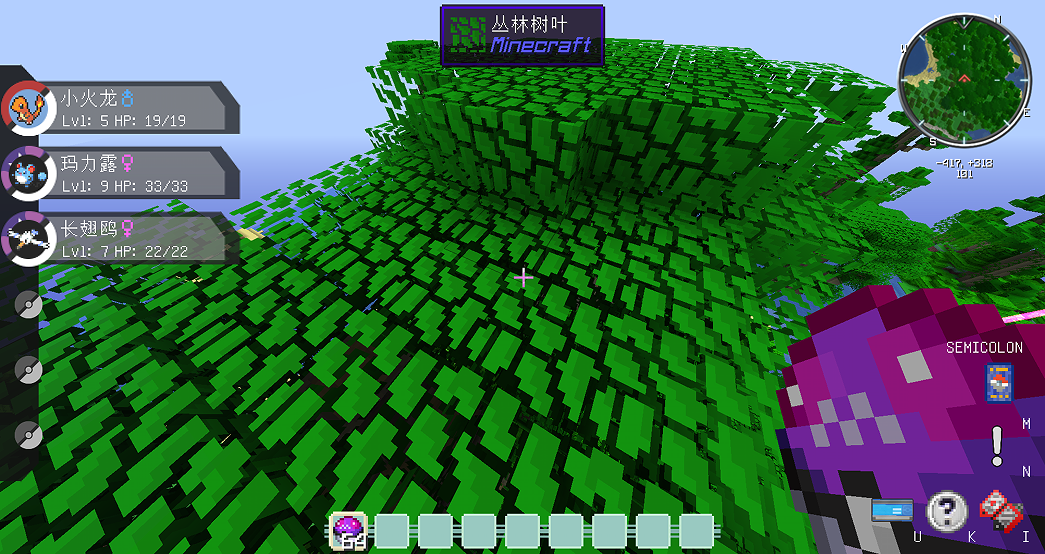 丛林树叶
Minecraft
小火龙♂
Lvl: 5 HP: 19/19
玛力露♀
Lvl: 9 HP: 33/33
长翅鸥♀
Lvl: 7 HP: 22/22
N
W
E
S
-417, +318
101
SEMICOLON
M
N
U
K
I